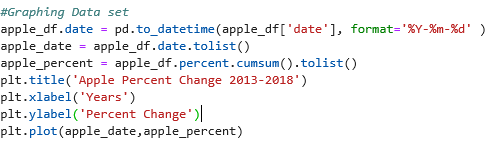 #Graphing Data set
apple_df.date = pd.to_datetime(apple_df['date'], format='%Y-%m-%d' )
apple_date = apple_df.date.tolist()
apple_percent = apple_df.percent.cumsum().tolist()
plt.title('Apple Percent Change 2013-2018')
plt.xlabel('Years')
plt.ylabel('Percent Change')
plt.plot(apple_date,apple_percent)